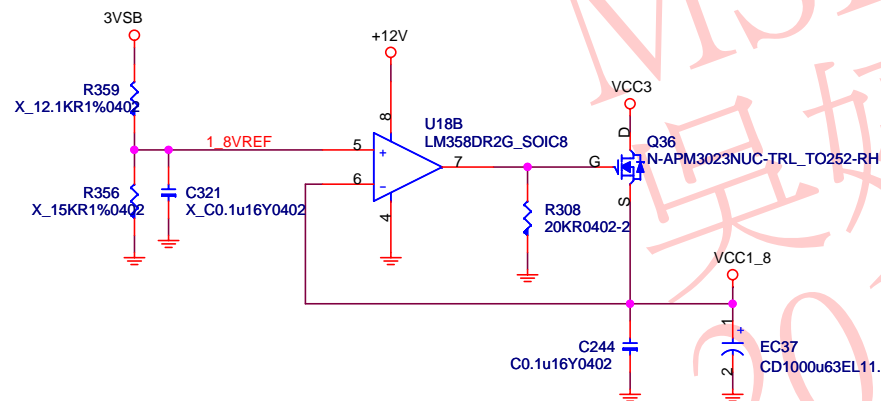 3VSB
R359
X_12.1KR1%0402
1_8VREF
R356
X_15KR1%0402
C321
X_C0.1u16Y0402
+12V
8
U18B
LM358DR2G_SOIC8
5
+
6
-
7
4
R308
20KR0402-2
VCC3
D
Q36
G
N-APM3023NUC-TRL_TO252-RH
S
VCC1_8
C244
C0.1u16Y0402
1
+
EC37
2
CD1000u63EL11.